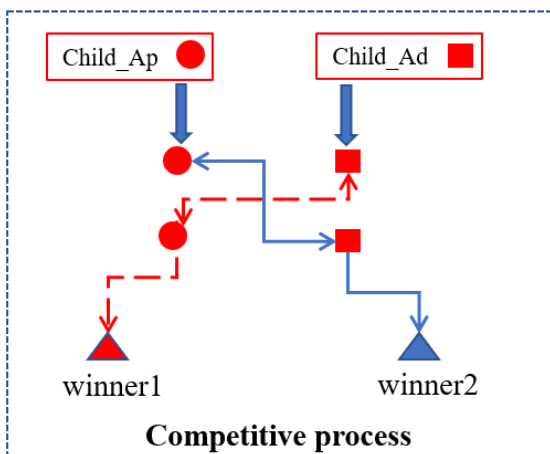 Child_Ap
Child_Ad
winner1
winner2
Competitive process